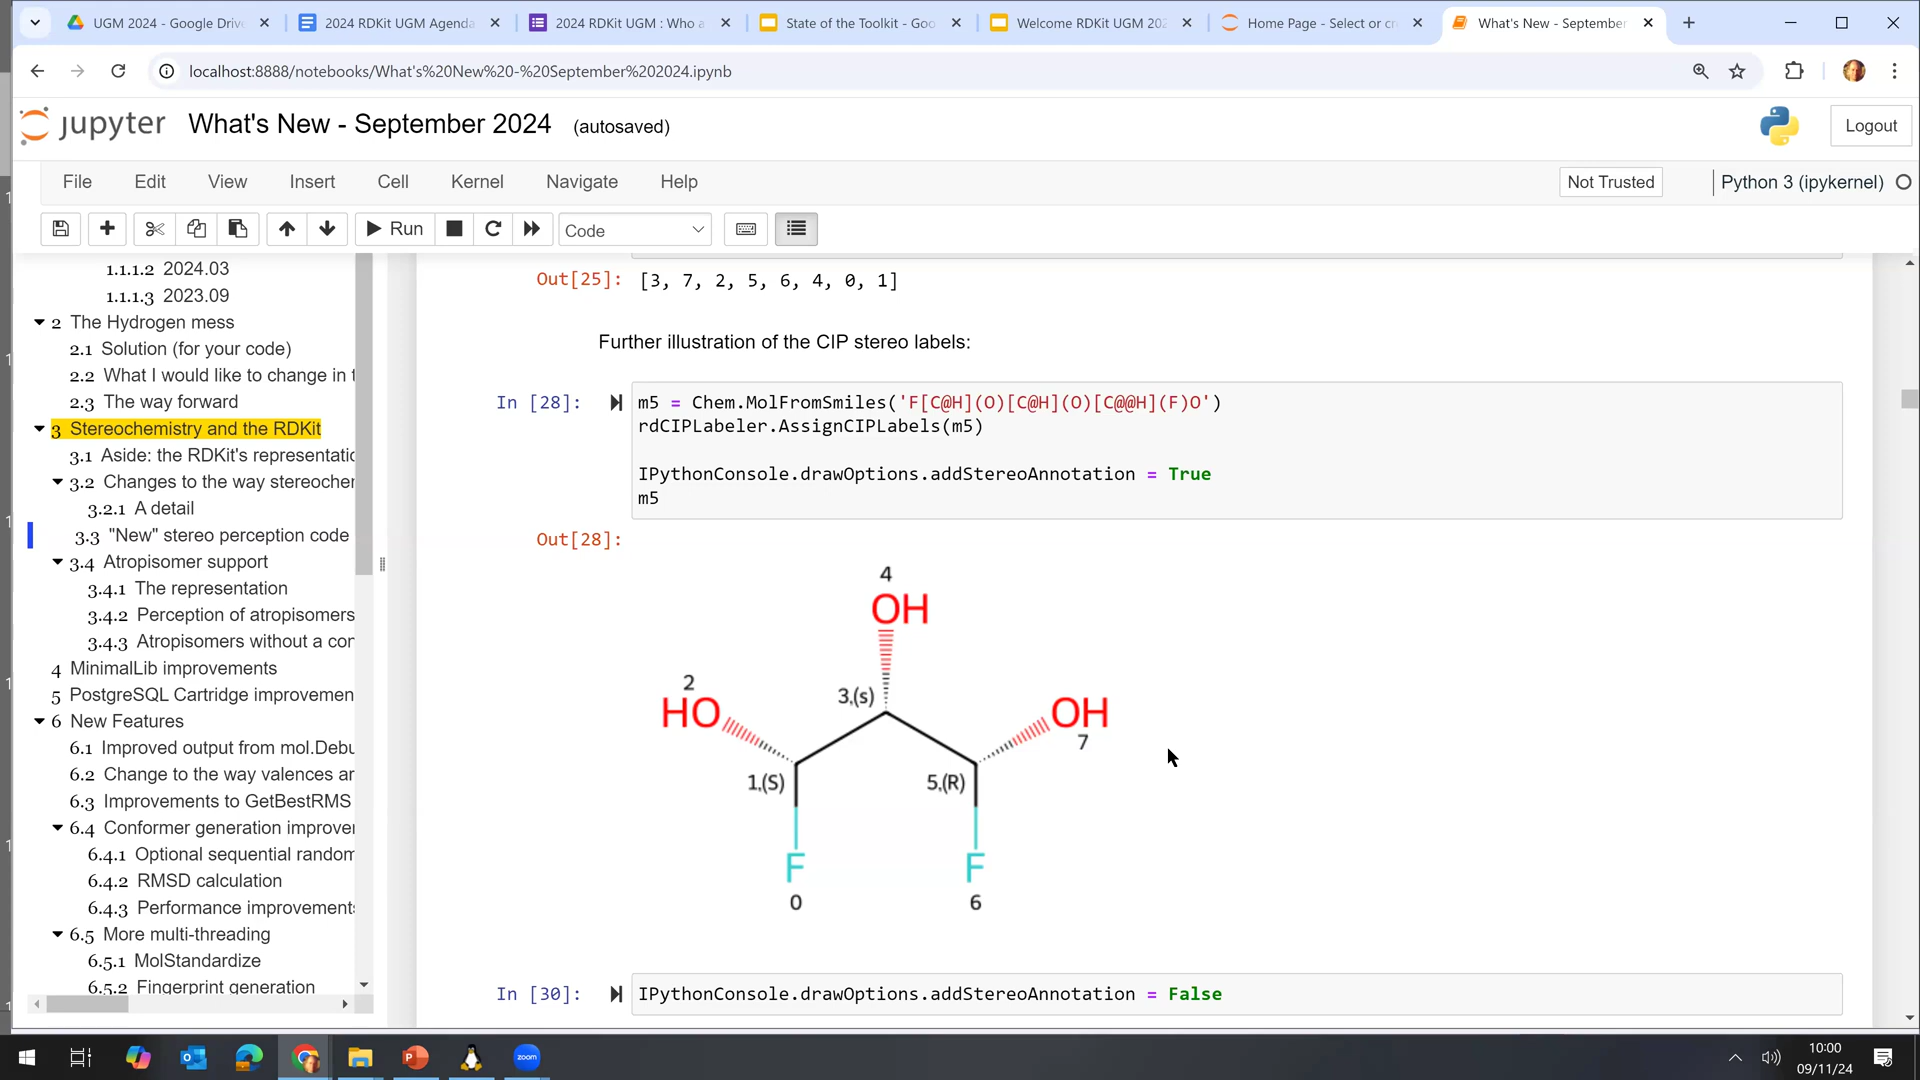 UGM 2024 - Google Drive
2024 RDKit UGM Agenda
2024 RDKit UGM : Who a
State of the Toolkit - Goo
Welcome RDKit UGM 202
Home Page - Select or cr
What's New - September
localhost:8888/notebooks/What's%20New%20-%20September%202024.ipynb
jupyter What's New - September 2024 (autosaved)
Logout
File Edit View Insert Cell Kernel Navigate Help
Not Trusted
Python 3 (ipykernel)
Run
Code
1.1.1.2 2024.03
1.1.1.3 2023.09
2 The Hydrogen mess
2.1 Solution (for your code)
2.2 What I would like to change in t
2.3 The way forward
3 Stereochemistry and the RDKit
3.1 Aside: the RDKit's representatic
3.2 Changes to the way stereocher
3.2.1 A detail
3.3 "New" stereo perception code
3.4 Atropisomer support
3.4.1 The representation
3.4.2 Perception of atropisomers
3.4.3 Atropisomers without a con
4 MinimalLib improvements
5 PostgreSQL Cartridge improvemen
6 New Features
6.1 Improved output from mol.Debu
6.2 Change to the way valences ar
6.3 Improvements to GetBestRMS
6.4 Conformer generation improver
6.4.1 Optional sequential random
6.4.2 RMSD calculation
6.4.3 Performance improvements
6.5 More multi-threading
6.5.1 MolStandardize
6.5.2 Fingerprint generation
Out[25]: [3, 7, 2, 5, 6, 4, 0, 1]
Further illustration of the CIP stereo labels:
In [28]:
m5 = Chem.MolFromSmiles('F[C@H](O)[C@H](O)[C@@H](F)O')
rdCIPLabeler.AssignCIPLabels(m5)
IPythonConsole.drawOptions.addStereoAnnotation = True
m5
Out[28]:
4
OH
2
3,(s)
HO
OH
7
1,(S)
5,(R)
F
F
0
6
In [30]:
IPythonConsole.drawOptions.addStereoAnnotation = False
zoom
10:00
09/11/24